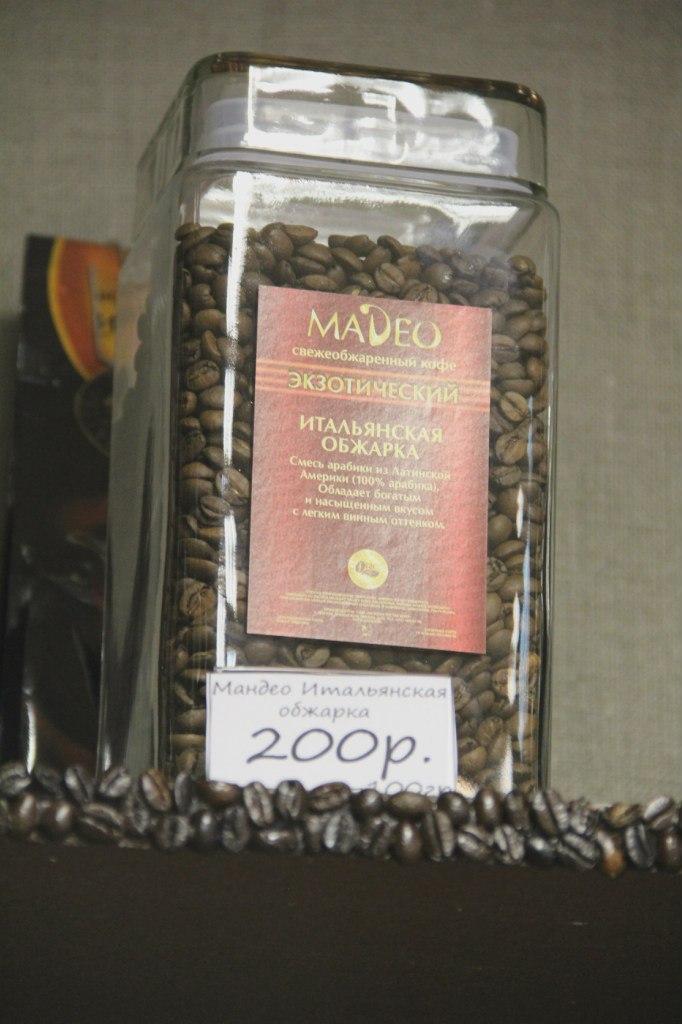 MADEO
свежеобжаренный кофе
ЭКЗОТИЧЕСКИЙ
ИТАЛЬЯНСКАЯ
ОБЖАРКА
Смесь арабики из Латинской
Америки (100% арабика).
Обладает богатым
и насыщенным вкусом
с легким винным оттенком.
Мандео Итальянская
обжарка
200р.
100гр